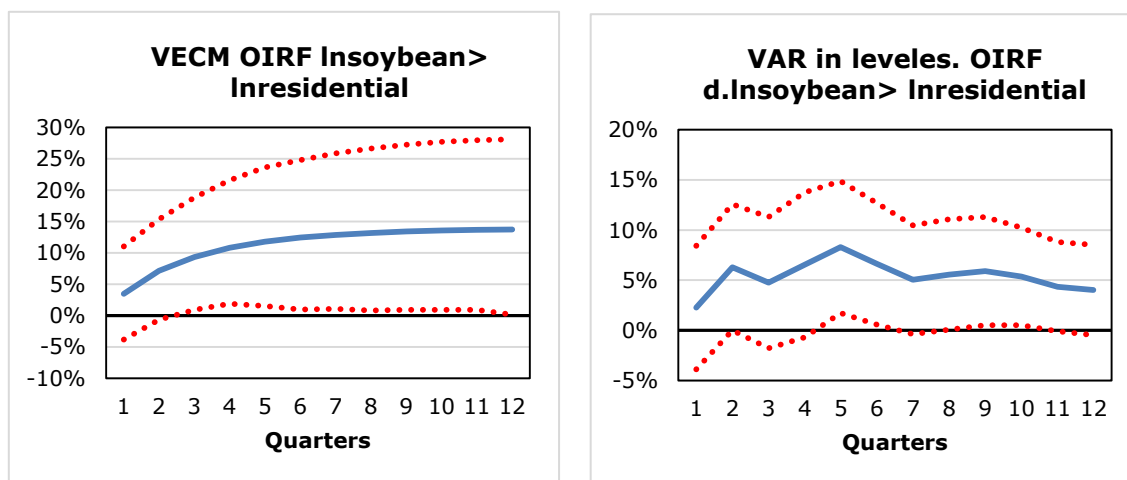 VECM OIRF lnsoybean>
lnresidential
30%
25%
20%
15%
10%
5%
0%
-5%
-10%
1 2 3 4 5 6 7 8 9 10 11 12
Quarters
VAR in leveles. OIRF
d.lnsoybean> lnresidential
20%
15%
10%
5%
0%
-5%
1 2 3 4 5 6 7 8 9 10 11 12
Quarters